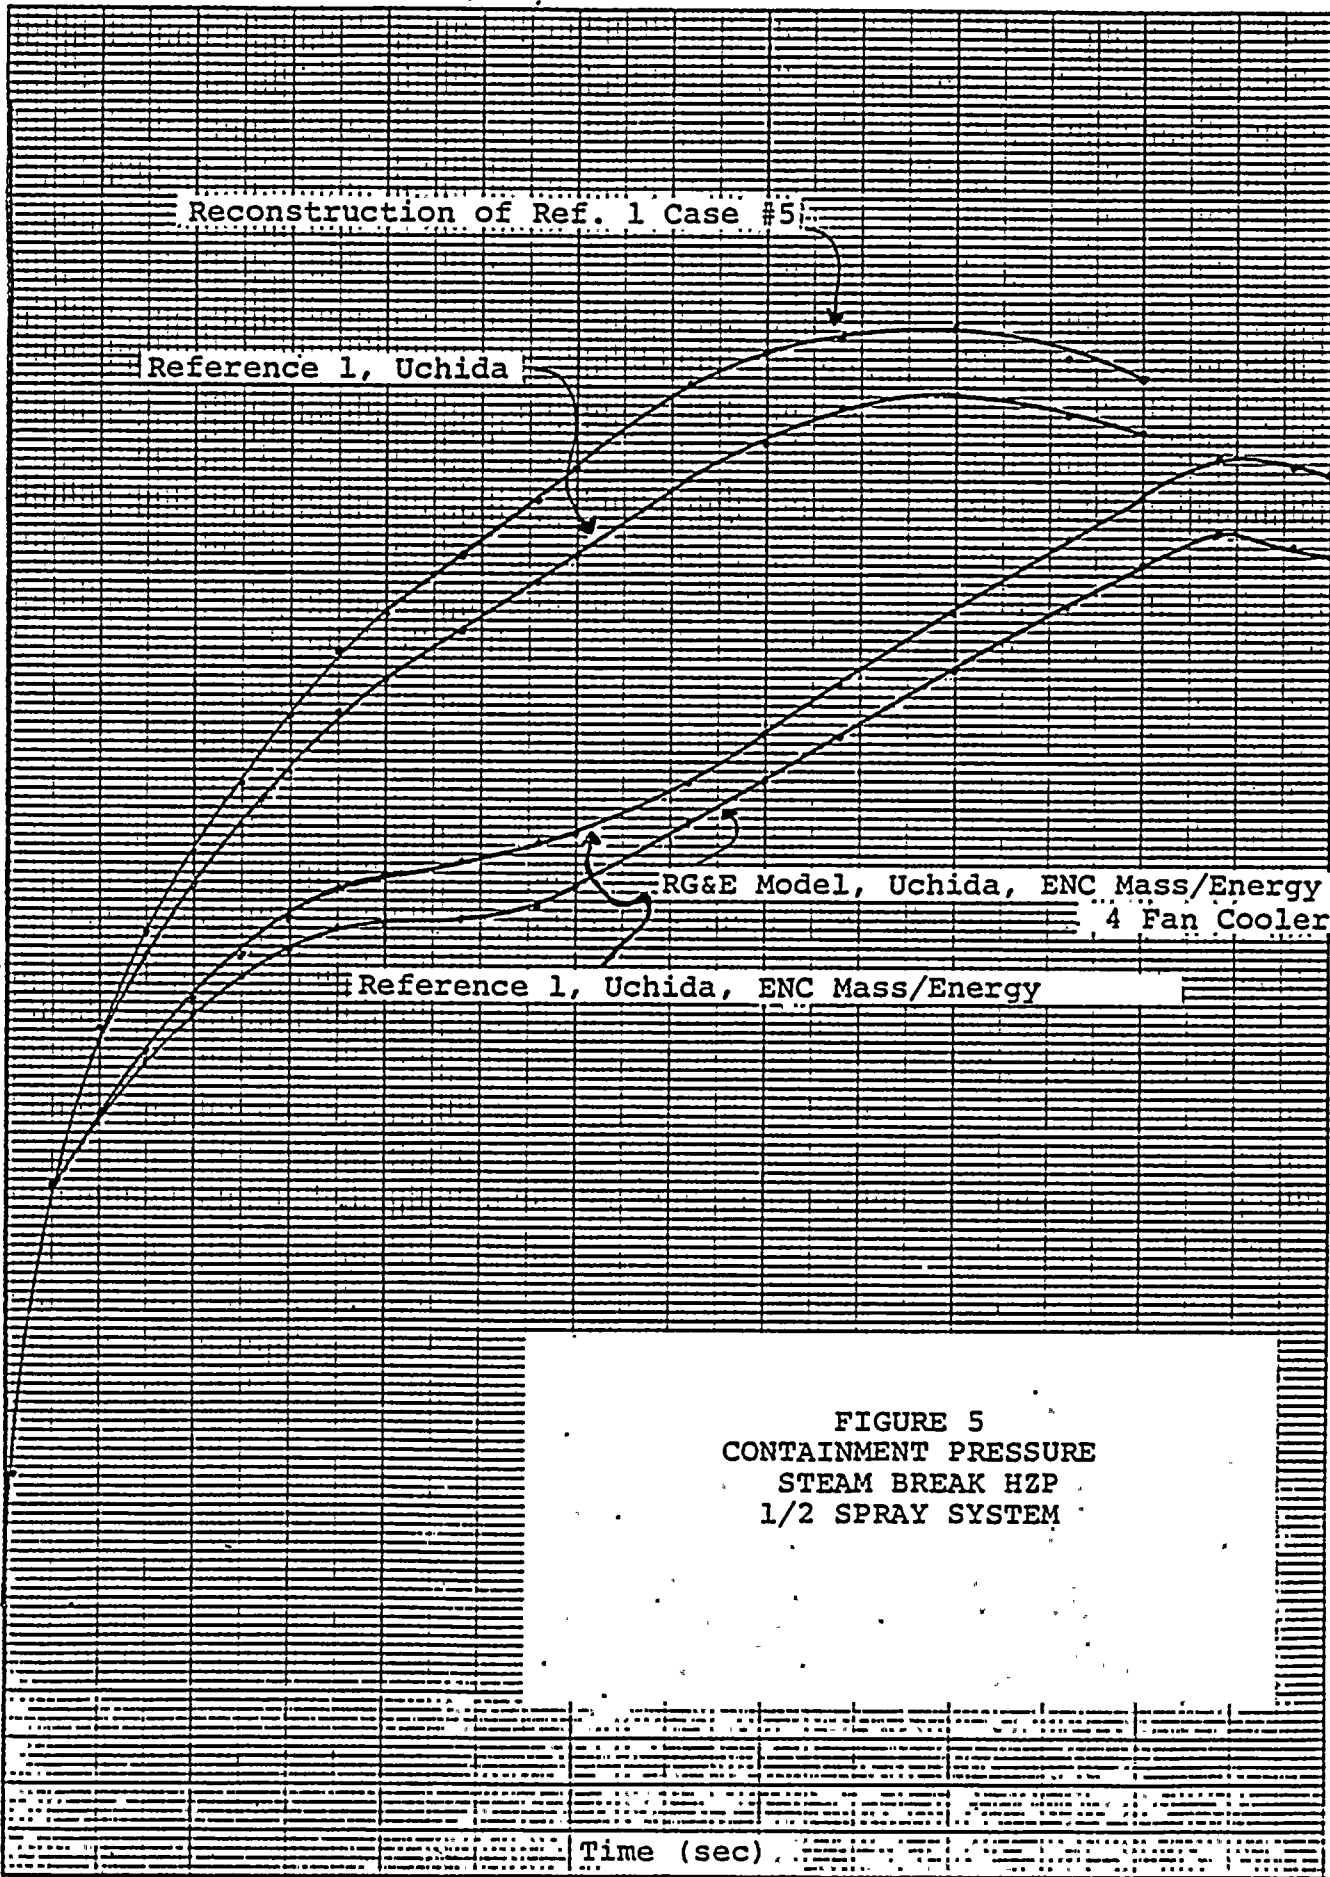 Reconstruction of Ref. 1 Case #5
Reference 1, Uchida
RG&E Model, Uchida, ENC Mass/Energy
4 Fan Cooler
Reference 1, Uchida, ENC Mass/Energy
FIGURE 5
CONTAINMENT PRESSURE
STEAM BREAK HZP
1/2 SPRAY SYSTEM
Time (sec)